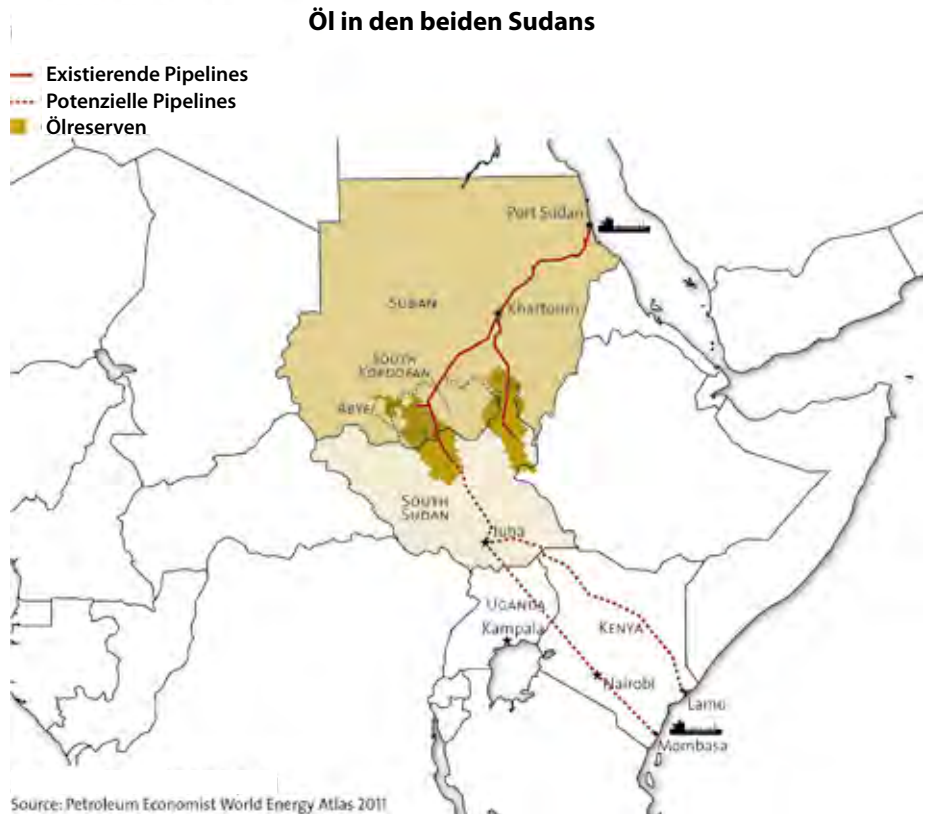 Öl in den beiden Sudans
Existierende Pipelines
Potenzielle Pipelines
Ölreserven
Port Sudan
SUDAN
Khartoum
SOUTH
KORDOFAN
ABYEI
SOUTH
SUDAN
Juba
UGANDA
Kampala
KENYA
Nairobi
Lamu
Mombasa
Source: Petroleum Economist World Energy Atlas 2011